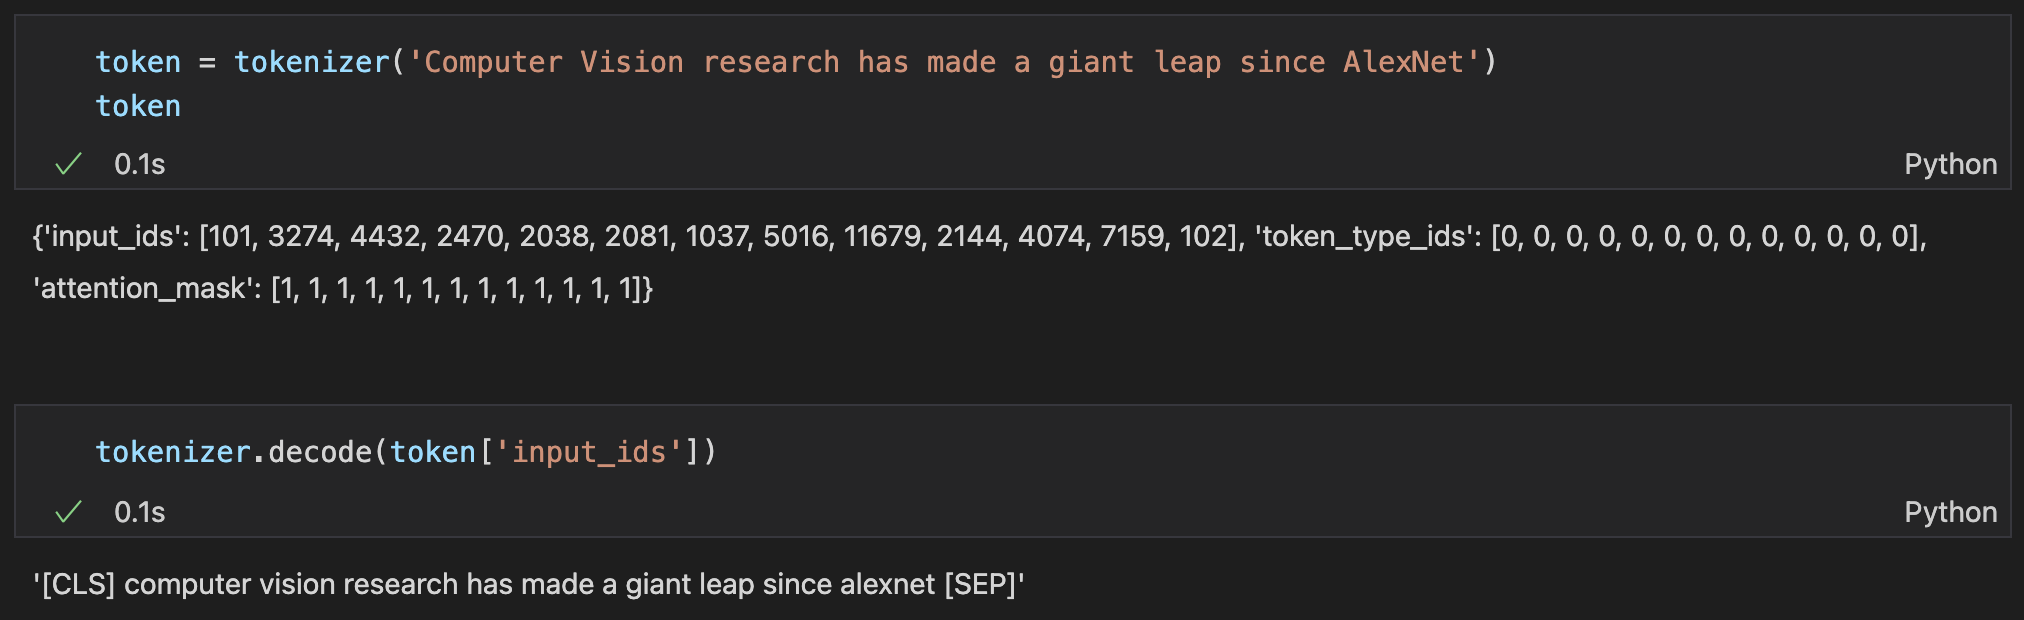 token = tokenizer('Computer Vision research has made a giant leap since AlexNet')
token
0.1s
Python
{'input_ids': [101, 3274, 4432, 2470, 2038, 2081, 1037, 5016, 11679, 2144, 4074, 7159, 102], 'token_type_ids': [0, 0, 0, 0, 0, 0, 0, 0, 0, 0, 0, 0, 0],
'attention_mask': [1, 1, 1, 1, 1, 1, 1, 1, 1, 1, 1, 1, 1]}
tokenizer.decode(token['input_ids'])
0.1s
Python
'[CLS] computer vision research has made a giant leap since alexnet [SEP]'